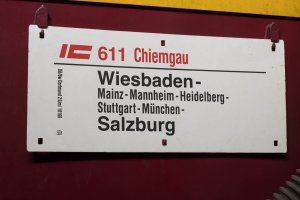 IC 611 Chiemgau
Wiesbaden-
Mainz-Mannheim-Heidelberg-
Stuttgart-München-
Salzburg